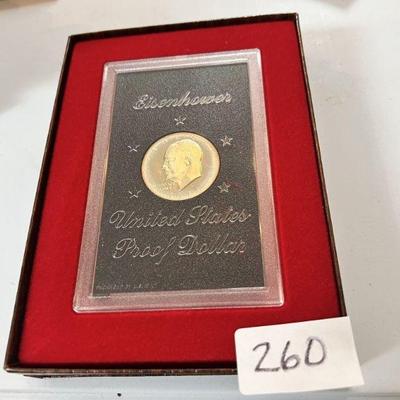 Eisenhower
United States
Proof Dollar
260